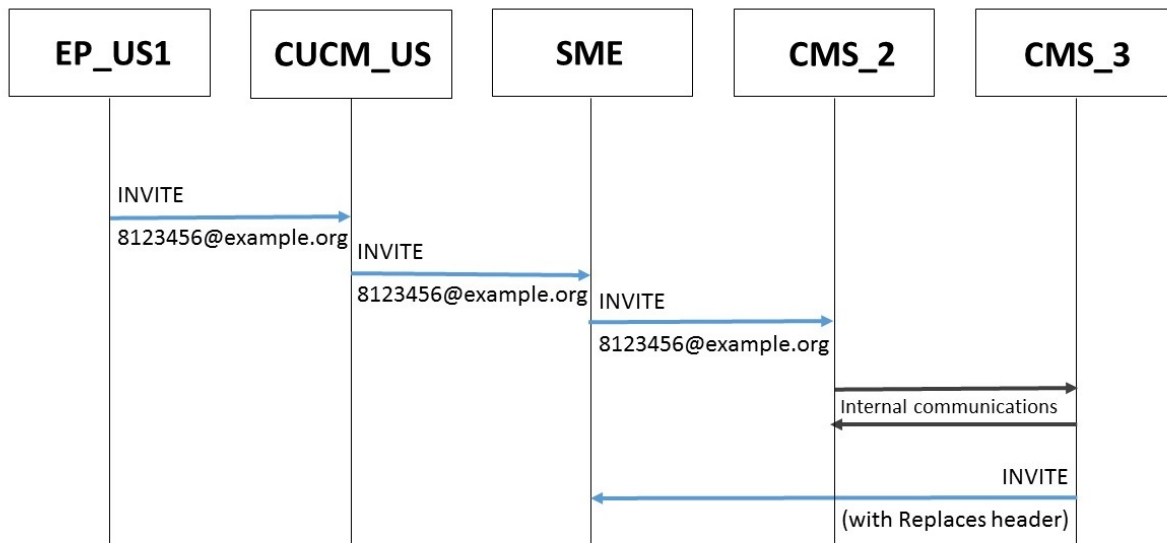 EP_US1
CUCM_US
SME
CMS_2
CMS_3
INVITE
8123456@example.org
INVITE
8123456@example.org
INVITE
8123456@example.org
Internal communications
INVITE
(with Replaces header)